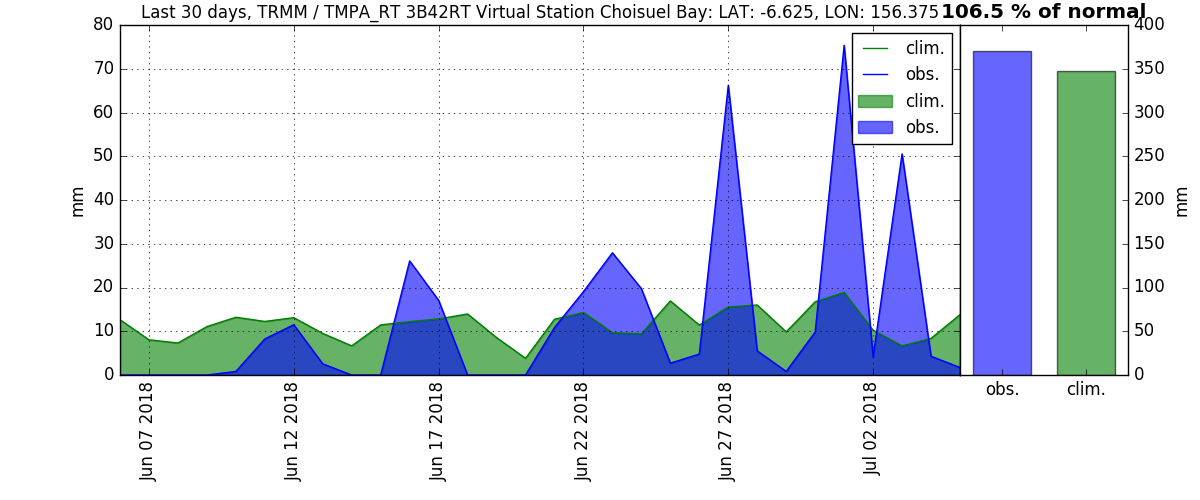 Last 30 days, TRMM / TMPA_RT 3B42RT Virtual Station Choisuel Bay: LAT: -6.625, LON: 156.375
106.5 % of normal
80
70
60
50
40
30
20
10
0
mm
clim.
obs.
clim.
obs.
Jun 07 2018
Jun 12 2018
Jun 17 2018
Jun 22 2018
Jun 27 2018
Jul 02 2018
400
350
300
250
200
150
100
50
0
mm
obs.
clim.